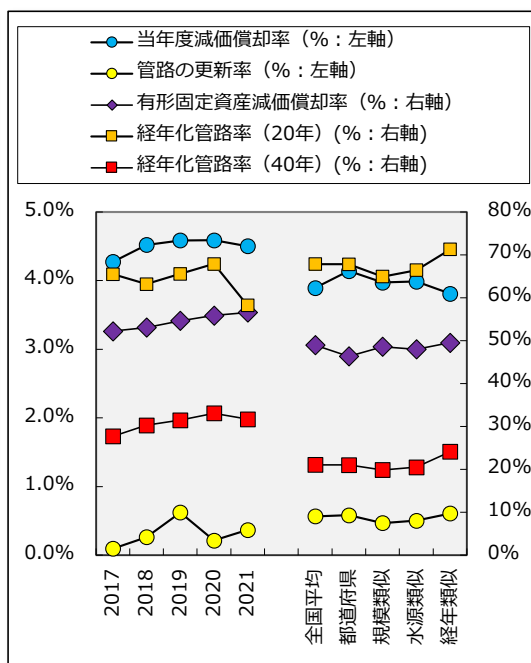 当年度減価償却率（%：左軸）
管路の更新率（%：左軸）
有形固定資産減価償却率（%：右軸）
経年化管路率（20年）(%：右軸)
経年化管路率（40年）(%：右軸)
5.0%
4.0%
3.0%
2.0%
1.0%
0.0%
80%
70%
60%
50%
40%
30%
20%
10%
0%
2017
2018
2019
2020
2021
全国平均
都道府県
規模類似
水源類似
経年類似